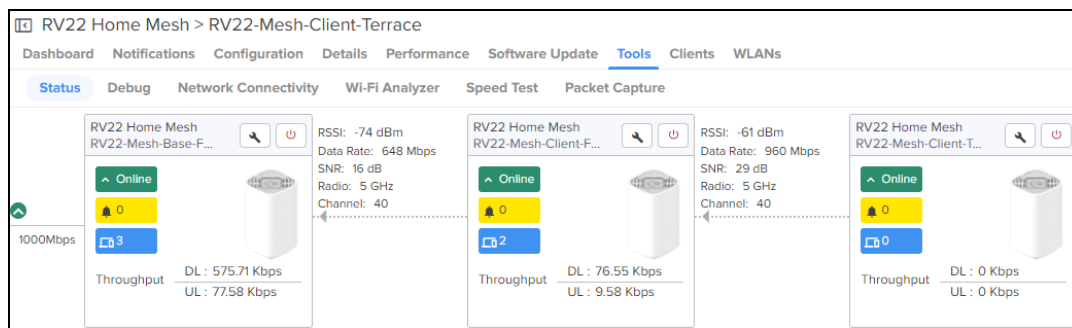 RV22 Home Mesh > RV22-Mesh-Client-Terrace
Dashboard Notifications Configuration Details Performance Software Update Tools Clients WLANs
Status Debug Network Connectivity Wi-Fi Analyzer Speed Test Packet Capture
1000Mbps
RV22 Home Mesh
RV22-Mesh-Base-F...
Online
0
3
Throughput
DL : 575.71 Kbps
UL : 77.58 Kbps
RSSI: -74 dBm
Data Rate: 648 Mbps
SNR: 16 dB
Radio: 5 GHz
Channel: 40
RV22 Home Mesh
RV22-Mesh-Client-F...
Online
0
2
Throughput
DL : 76.55 Kbps
UL : 9.58 Kbps
RSSI: -61 dBm
Data Rate: 960 Mbps
SNR: 29 dB
Radio: 5 GHz
Channel: 40
RV22 Home Mesh
RV22-Mesh-Client-T...
Online
0
0
Throughput
DL : 0 Kbps
UL : 0 Kbps